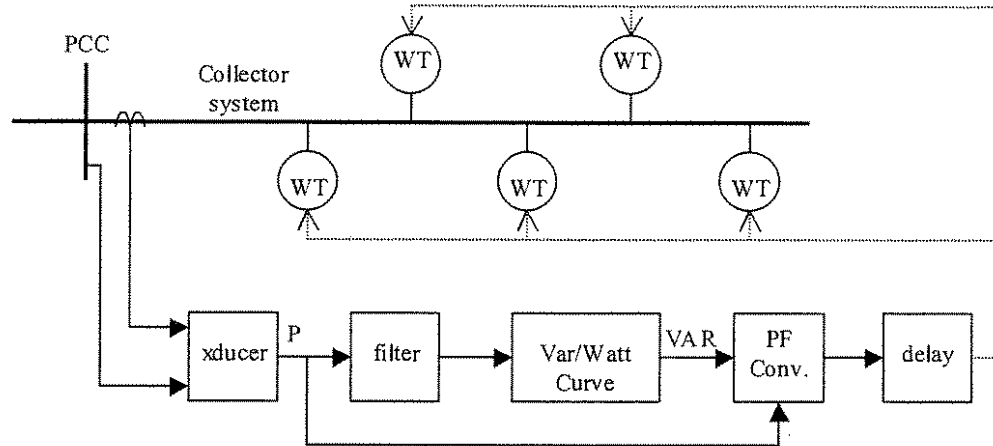 PCC
Collector
system
WT
WT
WT
WT
WT
xducer
P
filter
Var/Watt
Curve
VAR
PF
Conv.
delay